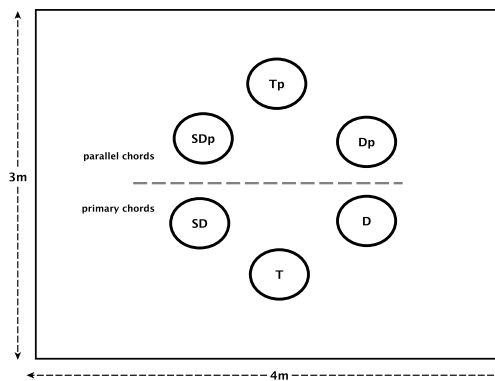 Tp
SDp
Dp
parallel chords
3m
primary chords
SD
D
T
4m